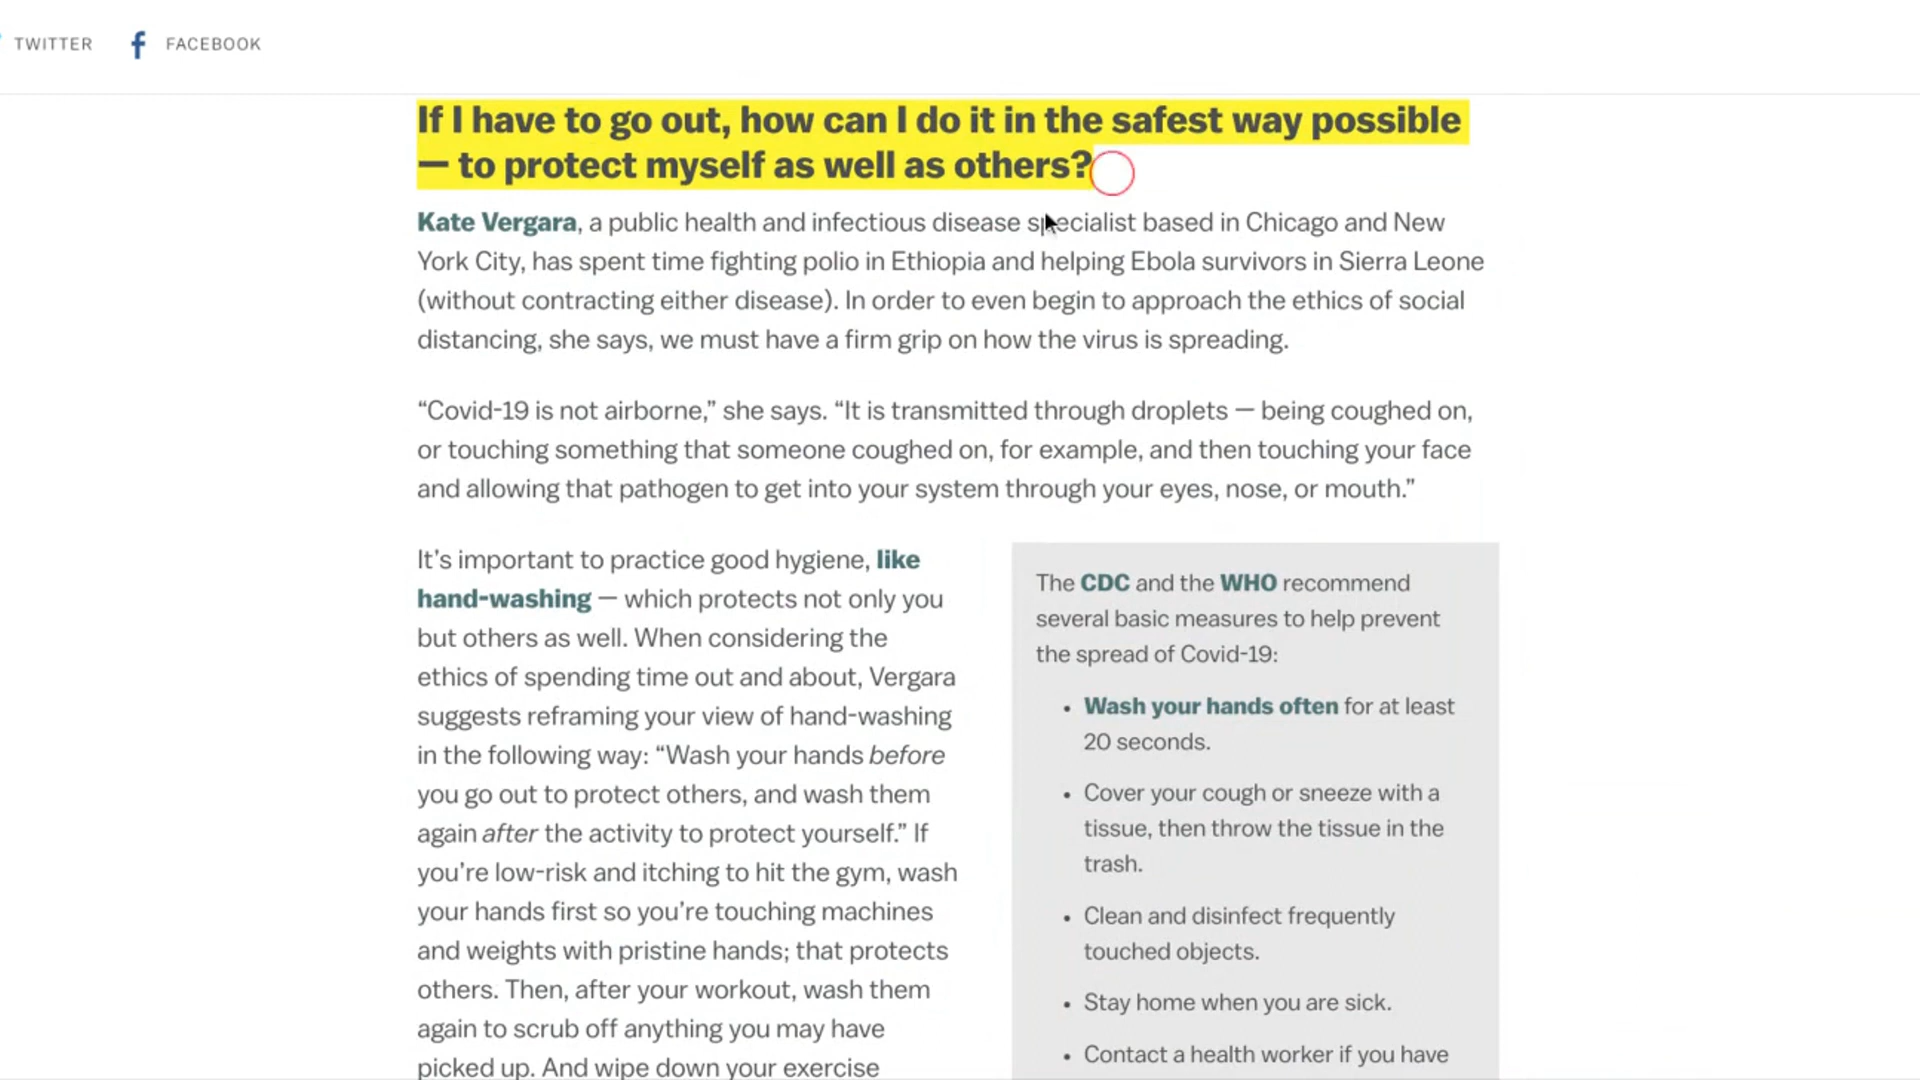 TWITTER FACEBOOK
If I have to go out, how can I do it in the safest way possible
— to protect myself as well as others?
Kate Vergara, a public health and infectious disease specialist based in Chicago and New
York City, has spent time fighting polio in Ethiopia and helping Ebola survivors in Sierra Leone
(without contracting either disease). In order to even begin to approach the ethics of social
distancing, she says, we must have a firm grip on how the virus is spreading.
“Covid-19 is not airborne,” she says. “It is transmitted through droplets — being coughed on,
or touching something that someone coughed on, for example, and then touching your face
and allowing that pathogen to get into your system through your eyes, nose, or mouth.”
It’s important to practice good hygiene, like
hand-washing — which protects not only you
but others as well. When considering the
ethics of spending time out and about, Vergara
suggests reframing your view of hand-washing
in the following way: “Wash your hands before
you go out to protect others, and wash them
again after the activity to protect yourself.” If
you’re low-risk and itching to hit the gym, wash
your hands first so you’re touching machines
and weights with pristine hands; that protects
others. Then, after your workout, wash them
again to scrub off anything you may have
picked up. And wipe down your exercise
The CDC and the WHO recommend
several basic measures to help prevent
the spread of Covid-19:
• Wash your hands often for at least
20 seconds.
• Cover your cough or sneeze with a
tissue, then throw the tissue in the
trash.
• Clean and disinfect frequently
touched objects.
• Stay home when you are sick.
• Contact a health worker if you have